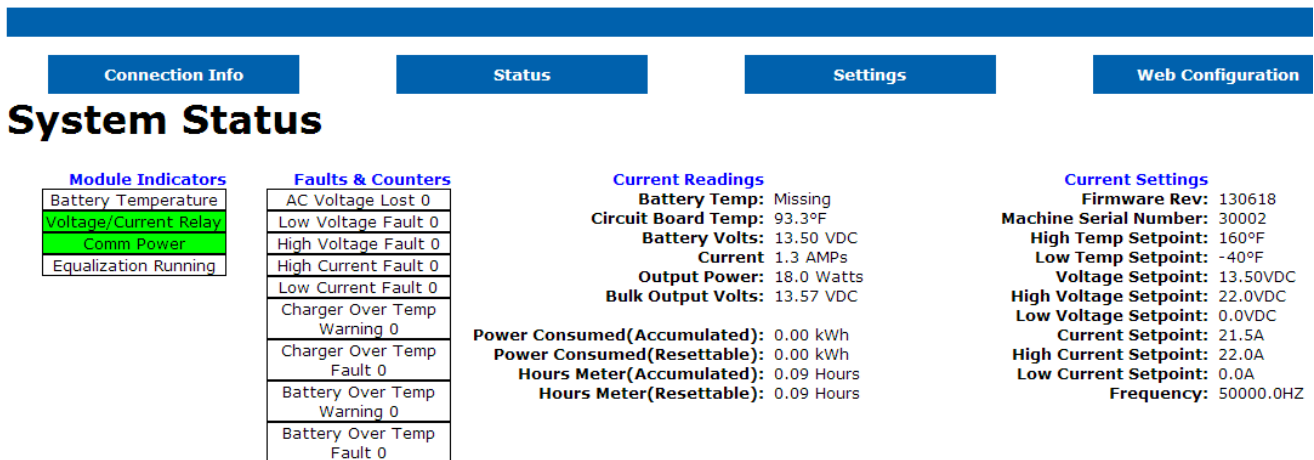 Connection Info
Status
Settings
Web Configuration
System Status
Module Indicators
Battery Temperature
Voltage/Current Relay
Comm Power
Equalization Running
Faults & Counters
AC Voltage Lost 0
Low Voltage Fault 0
High Voltage Fault 0
High Current Fault 0
Low Current Fault 0
Charger Over Temp
Warning 0
Charger Over Temp
Fault 0
Battery Over Temp
Warning 0
Battery Over Temp
Fault 0
Current Readings
Battery Temp: Missing
Circuit Board Temp: 93.3°F
Battery Volts: 13.50 VDC
Current 1.3 AMPs
Output Power: 18.0 Watts
Bulk Output Volts: 13.57 VDC
Power Consumed(Accumulated): 0.00 kWh
Power Consumed(Resettable): 0.00 kWh
Hours Meter(Accumulated): 0.09 Hours
Hours Meter(Resettable): 0.09 Hours
Current Settings
Firmware Rev: 130618
Machine Serial Number: 30002
High Temp Setpoint: 160°F
Low Temp Setpoint: -40°F
Voltage Setpoint: 13.50VDC
High Voltage Setpoint: 22.0VDC
Low Voltage Setpoint: 0.0VDC
Current Setpoint: 21.5A
High Current Setpoint: 22.0A
Low Current Setpoint: 0.0A
Frequency: 50000.0HZ